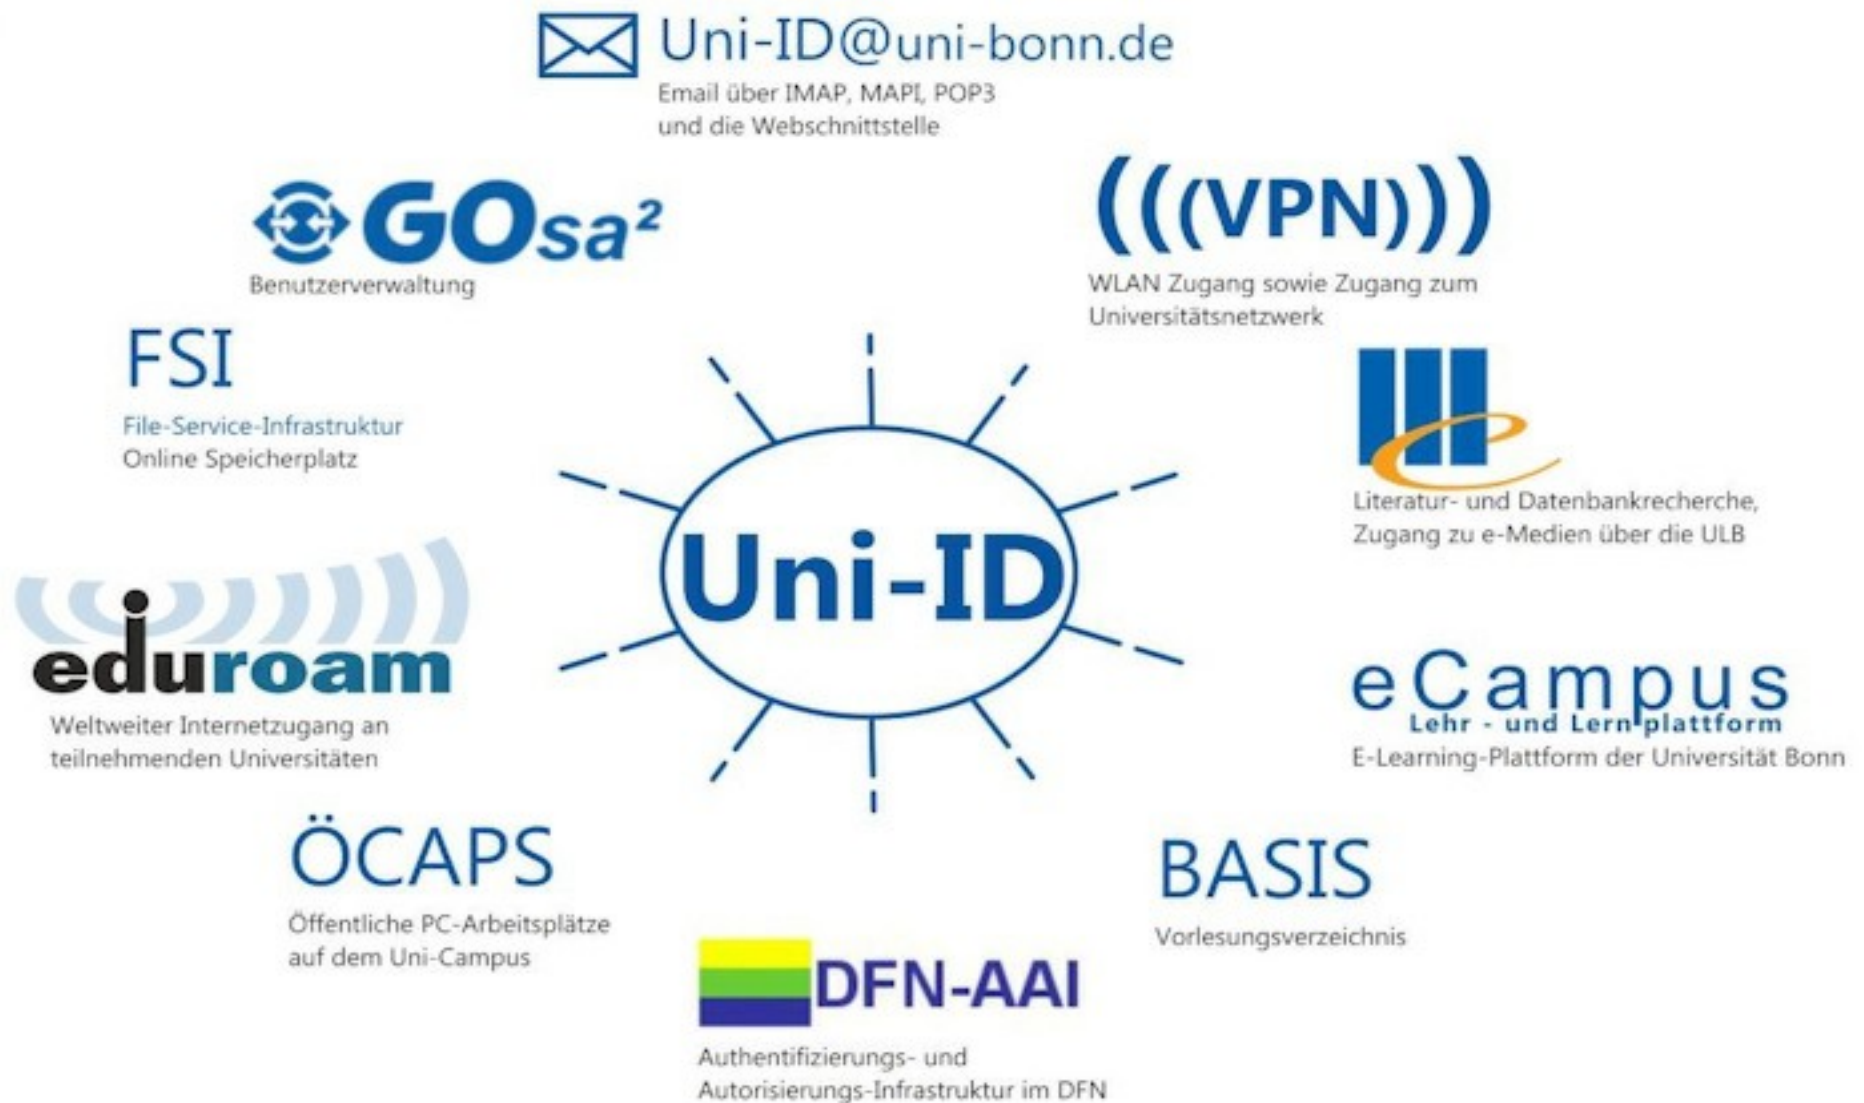 Uni-ID@uni-bonn.de
Email über IMAP, MAPI, POP3
und die Webschnittstelle
GOsa²
Benutzerverwaltung
(((VPN)))
WLAN Zugang sowie Zugang zum
Universitätsnetzwerk
FSI
File-Service-Infrastruktur
Online Speicherplatz
e
Literatur- und Datenbankrecherche,
Zugang zu e-Medien über die ULB
Uni-ID
eduroam
Weltweiter Internetzugang an
teilnehmenden Universitäten
eCampus
Lehr - und Lernplattform
E-Learning-Plattform der Universität Bonn
ÖCAPS
Öffentliche PC-Arbeitsplätze
auf dem Uni-Campus
BASIS
Vorlesungsverzeichnis
DFN-AAI
Authentifizierungs- und
Autorisierungs-Infrastruktur im DFN